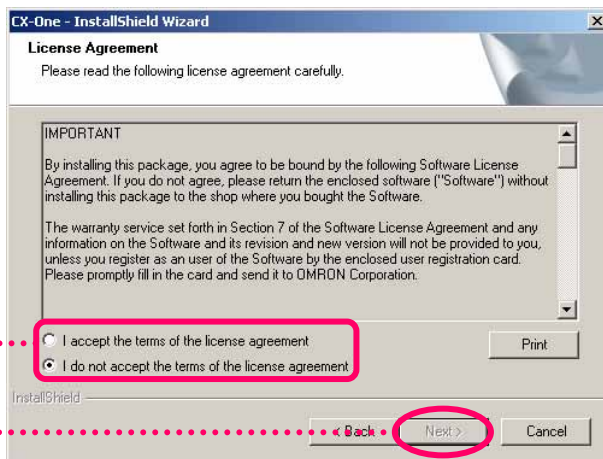 CX-One - InstallShield Wizard
License Agreement
Please read the following license agreement carefully.
IMPORTANT
By installing this package, you agree to be bound by the following Software License
Agreement. If you do not agree, please return the enclosed software ("Software") without
installing this package to the shop where you bought the Software.
The warranty service set forth in Section 7 of the Software License Agreement and any
information on the Software and its revision and new version will not be provided to you,
unless you register as an user of the Software by the enclosed user registration card.
Please promptly fill in the card and send it to OMRON Corporation.
I accept the terms of the license agreement
Print
I do not accept the terms of the license agreement
InstallShield
< Back
Next >
Cancel